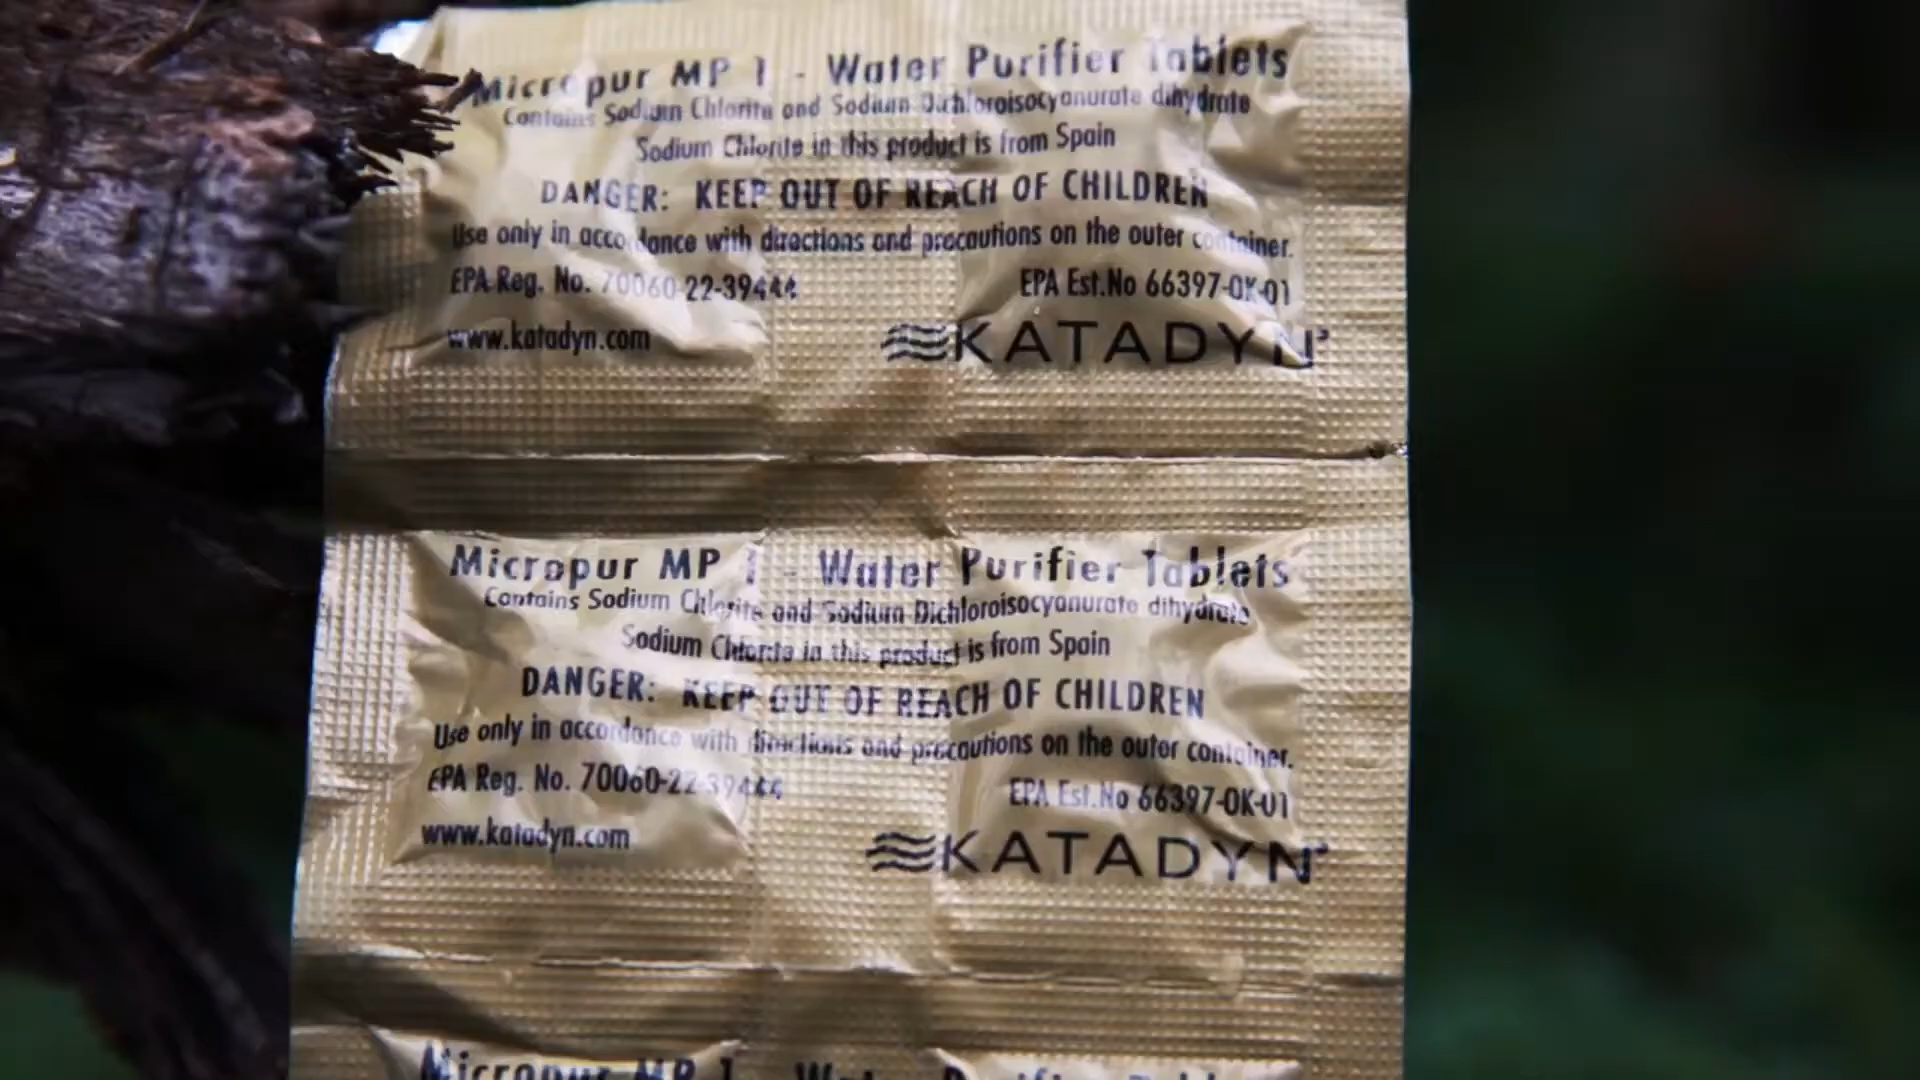 Micropur MP 1 - Water Purifier Tablets
Contains Sodium Chlorite and Sodium Dichloroisocyanurate dihydrate
Sodium Chlorite in this product is from Spain
DANGER: KEEP OUT OF REACH OF CHILDREN
Use only in accordance with directions and precautions on the outer container.
EPA Reg. No. 70060-22-39444 EPA Est.No 66397-OK-01
www.katadyn.com KATADYN®
Micropur MP 1 - Water Purifier Tablets
Contains Sodium Chlorite and Sodium Dichloroisocyanurate dihydrate
Sodium Chlorite in this product is from Spain
DANGER: KEEP OUT OF REACH OF CHILDREN
Use only in accordance with directions and precautions on the outer container.
EPA Reg. No. 70060-22-39444 EPA Est.No 66397-OK-01
www.katadyn.com KATADYN®
Micropur MP 1 Water Purifier Tablets